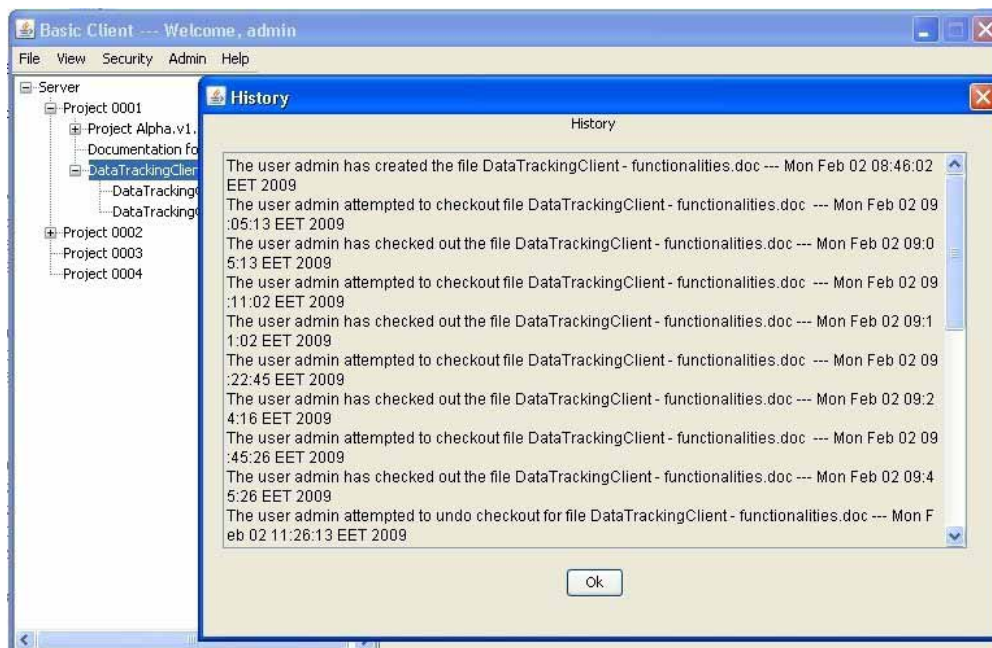 Basic Client --- Welcome, admin
File View Security Admin Help
Server
Project 0001
Project Alpha.v1.
Documentation fo
DataTrackingClien
DataTracking
DataTracking
Project 0002
Project 0003
Project 0004
History
History
The user admin has created the file DataTrackingClient - functionalities.doc --- Mon Feb 02 08:46:02
EET 2009
The user admin attempted to checkout file DataTrackingClient - functionalities.doc --- Mon Feb 02 09
:05:13 EET 2009
The user admin has checked out the file DataTrackingClient - functionalities.doc --- Mon Feb 02 09:0
5:13 EET 2009
The user admin attempted to checkout file DataTrackingClient - functionalities.doc --- Mon Feb 02 09
:11:02 EET 2009
The user admin has checked out the file DataTrackingClient - functionalities.doc --- Mon Feb 02 09:1
1:02 EET 2009
The user admin attempted to checkout file DataTrackingClient - functionalities.doc --- Mon Feb 02 09
:22:45 EET 2009
The user admin has checked out the file DataTrackingClient - functionalities.doc --- Mon Feb 02 09:2
4:16 EET 2009
The user admin attempted to checkout file DataTrackingClient - functionalities.doc --- Mon Feb 02 09
:45:26 EET 2009
The user admin has checked out the file DataTrackingClient - functionalities.doc --- Mon Feb 02 09:4
5:26 EET 2009
The user admin attempted to undo checkout for file DataTrackingClient - functionalities.doc --- Mon F
eb 02 11:26:13 EET 2009
Ok